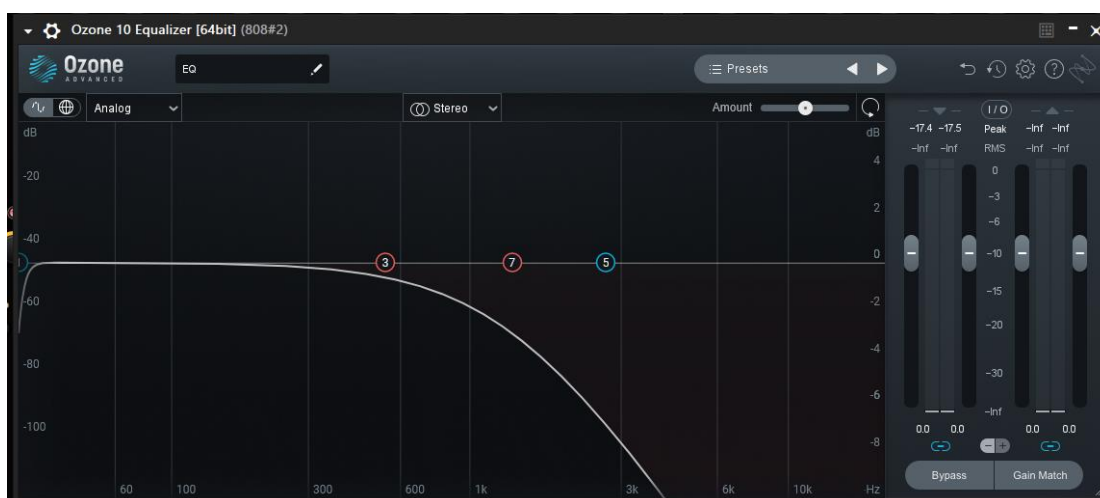 Ozone 10 Equalizer [64bit] (808#2)
Ozone
ADVANCED
EQ
Presets
Analog
Stereo
Amount
-17.4 -17.5 Peak -Inf -Inf
-Inf -Inf RMS -Inf -Inf
I/O
dB
-20
-40
-60
-80
-100
1
3
7
5
dB
4
2
0
-2
-4
-6
-8
60 100 300 600 1k 3k 6k 10k Hz
0
-3
-6
-10
-15
-20
-30
-Inf
0.0 0.0 0.0 0.0
Bypass Gain Match